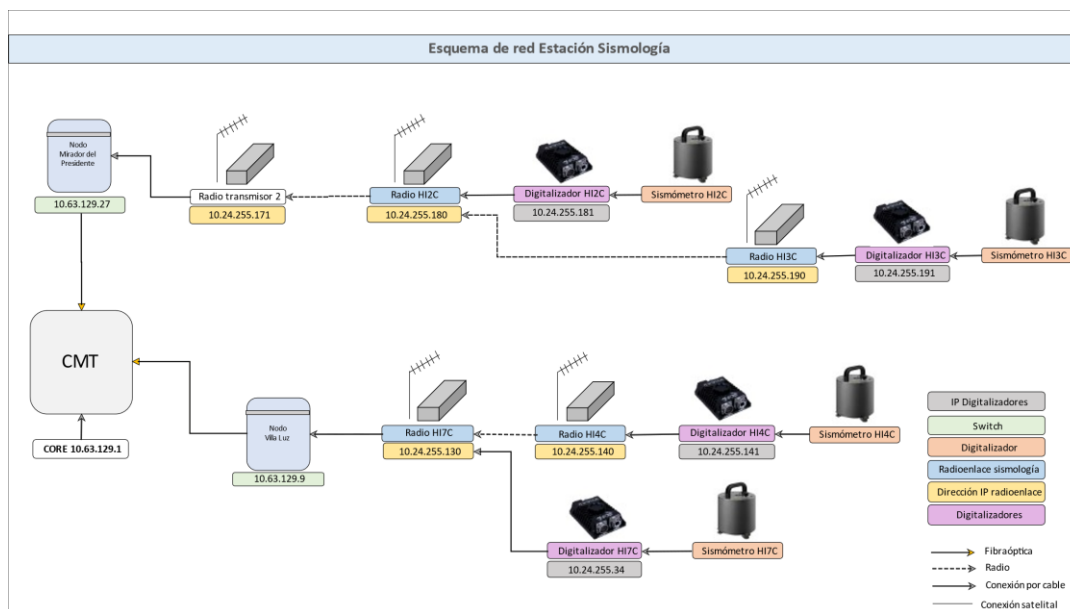 Esquema de red Estación Sismología
Nodo
Mirador del
Presidente
10.63.129.27
Radio transmisor 2
10.24.255.171
Radio HI2C
10.24.255.180
Digitalizador HI2C
10.24.255.181
Sismómetro HI2C
Radio HI3C
10.24.255.190
Digitalizador HI3C
10.24.255.191
Sismómetro HI3C
CMT
CORE 10.63.129.1
Nodo
Villa Luz
10.63.129.9
Radio HI7C
10.24.255.130
Radio HI4C
10.24.255.140
Digitalizador HI4C
10.24.255.141
Sismómetro HI4C
Digitalizador HI7C
10.24.255.34
Sismómetro HI7C
IP Digitalizadores
Switch
Digitalizador
Radioenlace sismología
Dirección IP radioenlace
Digitalizadores
Fibraóptica
Radio
Conexión por cable
Conexión satelital